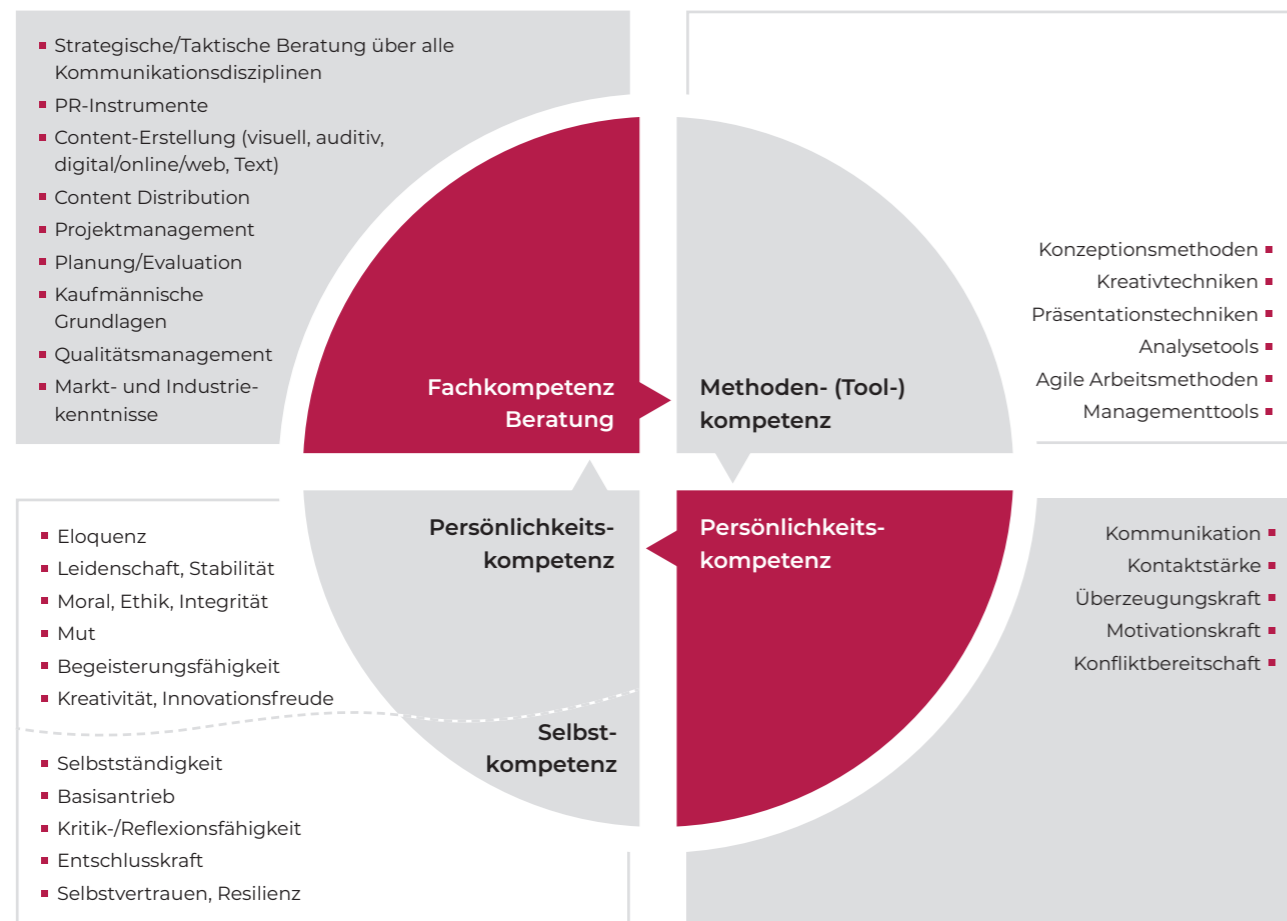 ▪ Strategische/Taktische Beratung über alle
Kommunikationsdisziplinen
▪ PR-Instrumente
▪ Content-Erstellung (visuell, auditiv,
digital/online/web, Text)
▪ Content Distribution
▪ Projektmanagement
▪ Planung/Evaluation
▪ Kaufmännische
Grundlagen
▪ Qualitätsmanagement
▪ Markt- und Industrie-
kenntnisse
Fachkompetenz
Beratung
Methoden- (Tool-)
kompetenz
Konzeptionsmethoden ▪
Kreativtechniken ▪
Präsentationstechniken ▪
Analysetools ▪
Agile Arbeitsmethoden ▪
Managementtools ▪
▪ Eloquenz
▪ Leidenschaft, Stabilität
▪ Moral, Ethik, Integrität
▪ Mut
▪ Begeisterungsfähigkeit
▪ Kreativität, Innovationsfreude
Persönlichkeits-
kompetenz
▪ Selbstständigkeit
▪ Basisantrieb
▪ Kritik-/Reflexionsfähigkeit
▪ Entschlusskraft
▪ Selbstvertrauen, Resilienz
Selbst-
kompetenz
Persönlichkeits-
kompetenz
Kommunikation ▪
Kontaktstärke ▪
Überzeugungskraft ▪
Motivationskraft ▪
Konfliktbereitschaft ▪